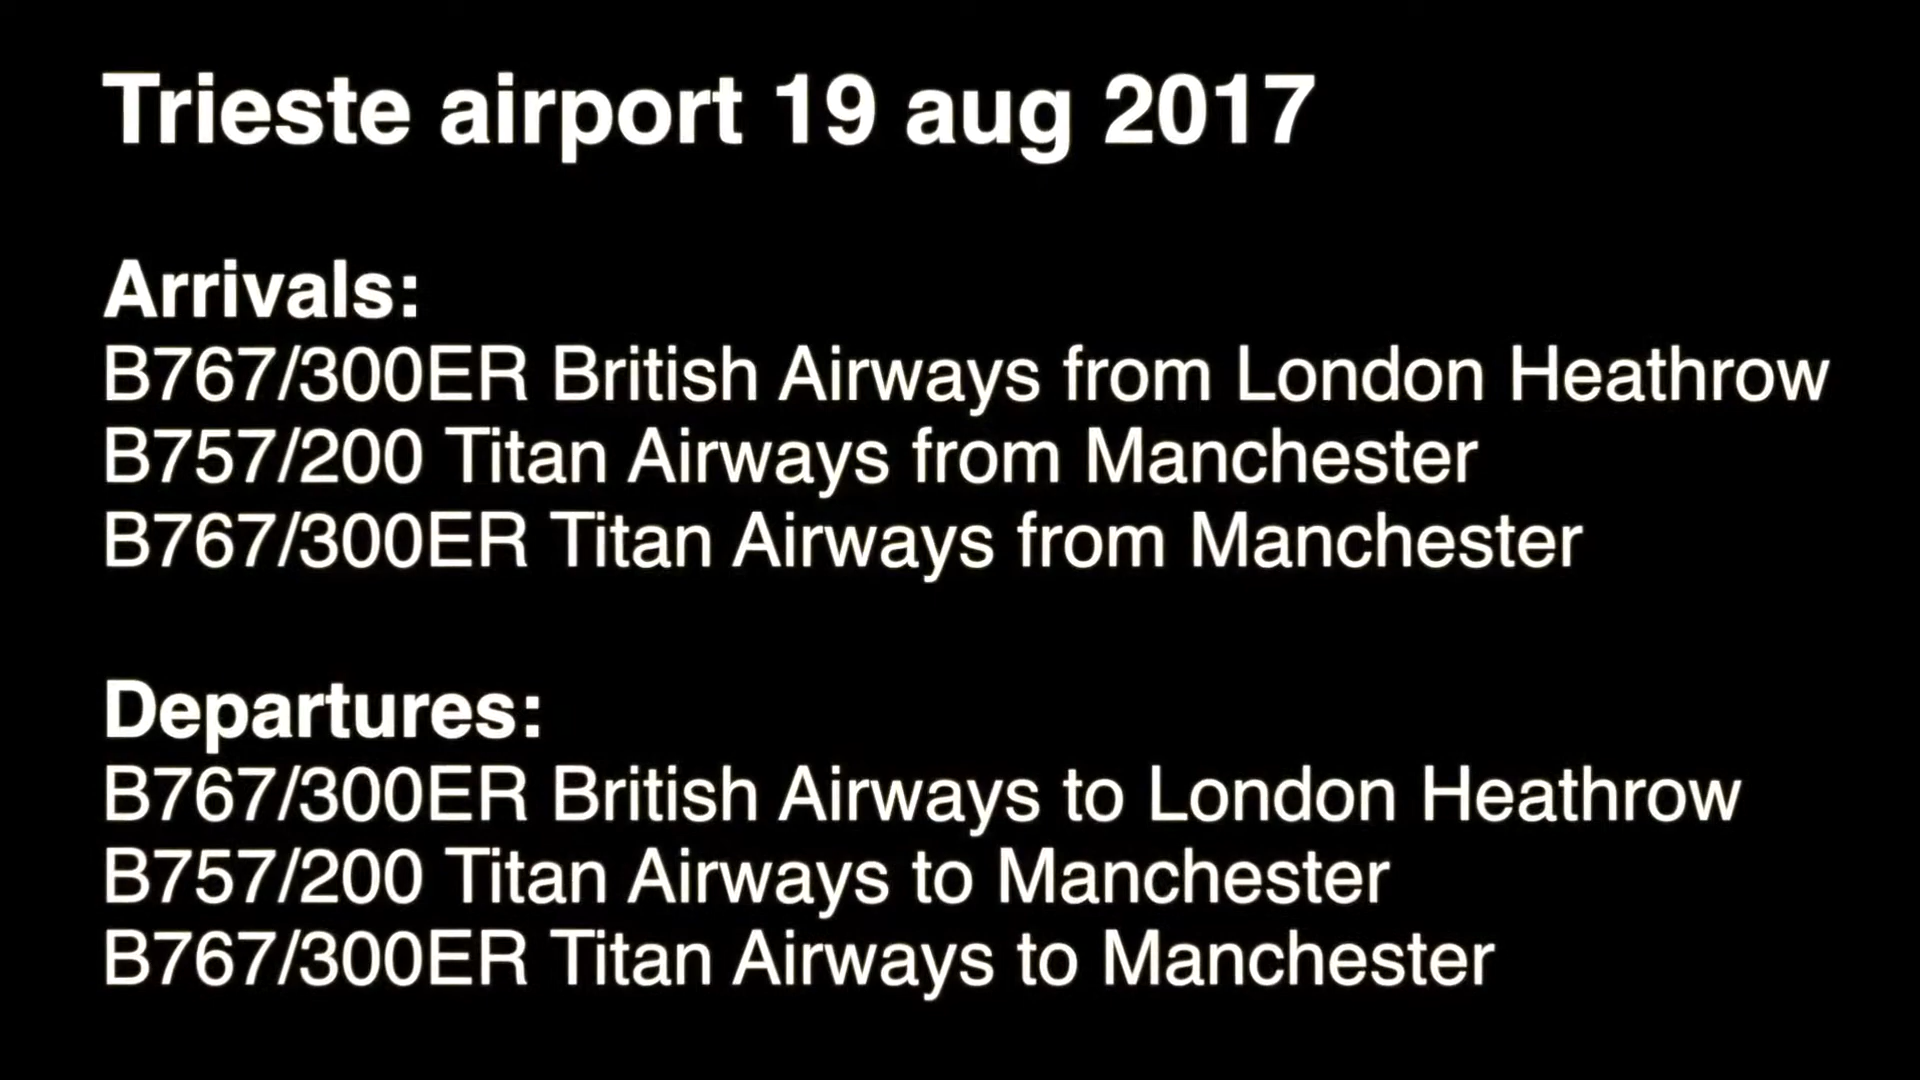 Trieste airport 19 aug 2017
Arrivals:
B767/300ER British Airways from London Heathrow
B757/200 Titan Airways from Manchester
B767/300ER Titan Airways from Manchester
Departures:
B767/300ER British Airways to London Heathrow
B757/200 Titan Airways to Manchester
B767/300ER Titan Airways to Manchester